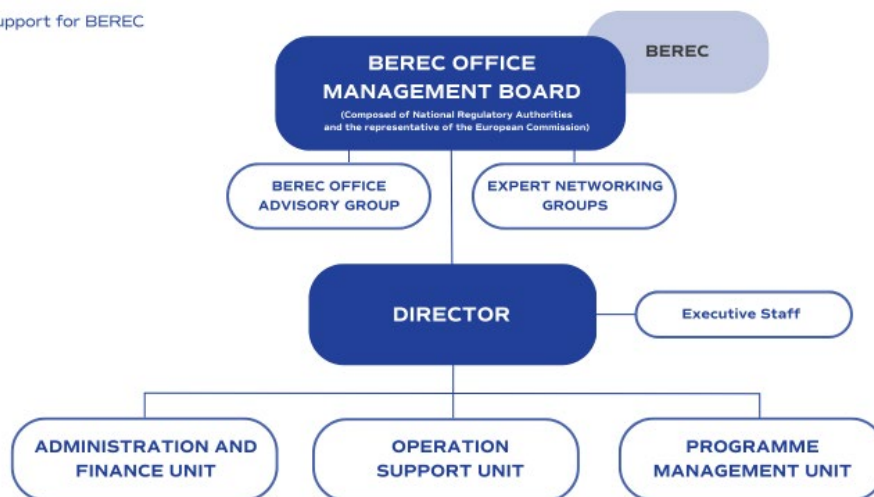 upport for BEREC
BEREC
BEREC OFFICE
MANAGEMENT BOARD
(Composed of National Regulatory Authorities
and the representative of the European Commission)
BEREC OFFICE
ADVISORY GROUP
EXPERT NETWORKING
GROUPS
DIRECTOR
Executive Staff
ADMINISTRATION AND
FINANCE UNIT
OPERATION
SUPPORT UNIT
PROGRAMME
MANAGEMENT UNIT